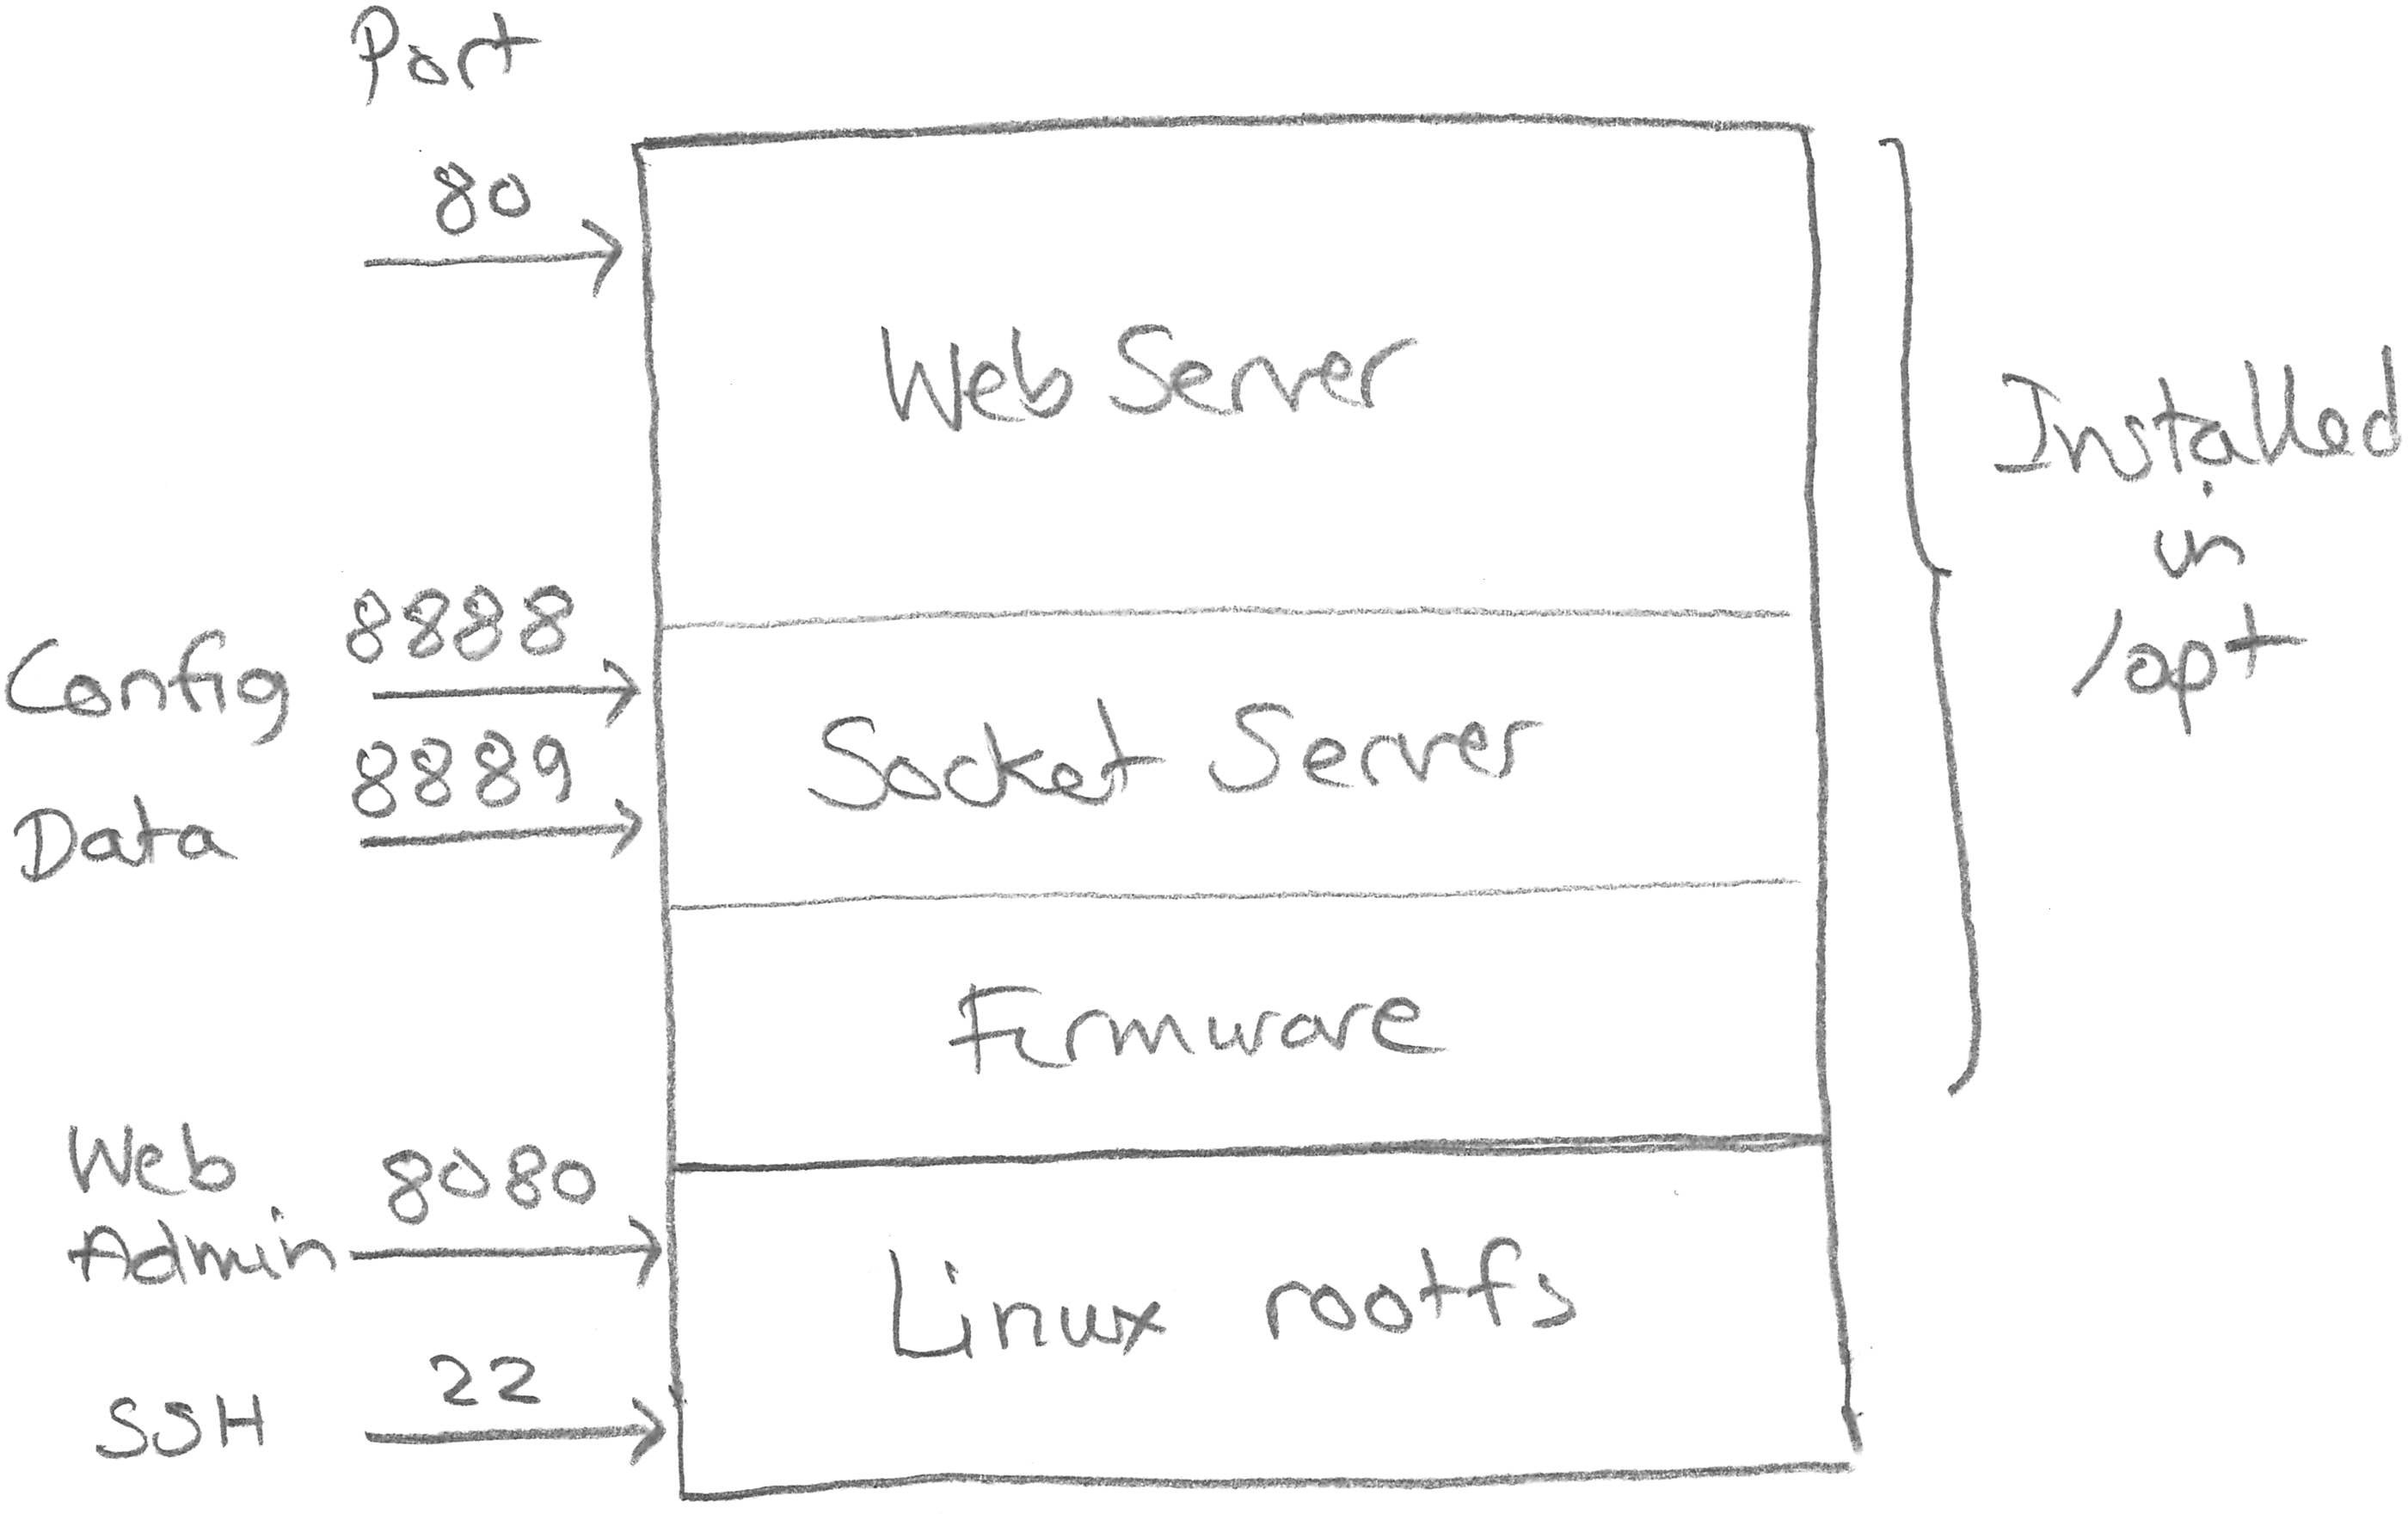 Port
80
Web Server
Installed
in
/opt
8888
Config
8889
Data
Socket Server
Firmware
Web
Admin
8080
Linux rootfs
22
SSH